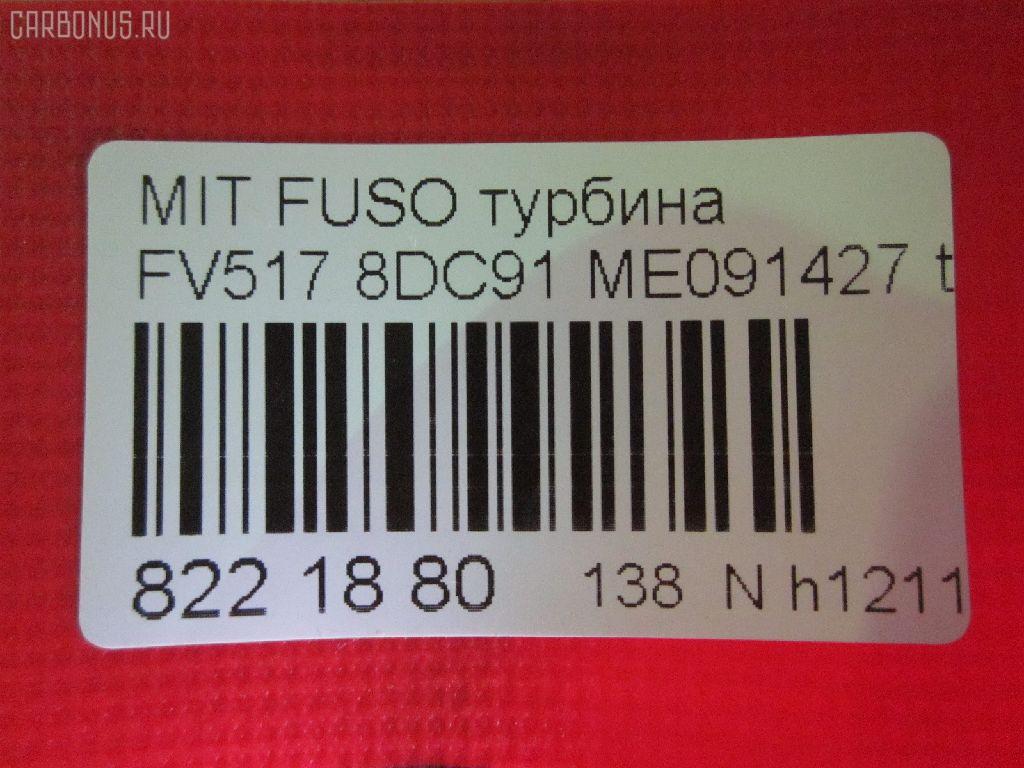 CARBONUS.RU
MIT FUSO турбина
FV517 8DC91 ME091427 t
822 18 80 138 N h1211